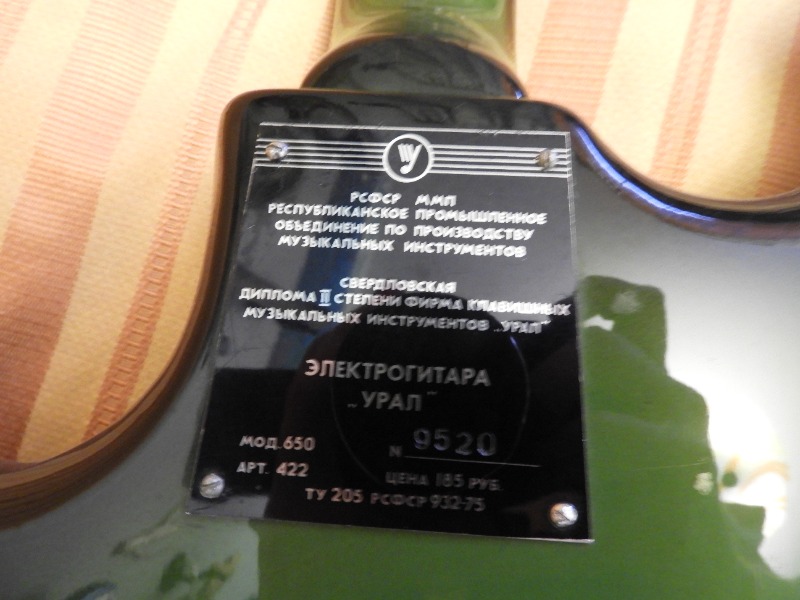 РСФСР ММП
РЕСПУБЛИКАНСКОЕ ПРОМЫШЛЕННОЕ
ОБЪЕДИНЕНИЕ ПО ПРОИЗВОДСТВУ
МУЗЫКАЛЬНЫХ ИНСТРУМЕНТОВ
СВЕРДЛОВСКАЯ
ДИПЛОМА II СТЕПЕНИ ФИРМА КЛАВИШНЫХ
МУЗЫКАЛЬНЫХ ИНСТРУМЕНТОВ „УРАЛ"
ЭЛЕКТРОГИТАРА
„УРАЛ"
МОД. 650 N 9520
АРТ. 422 ЦЕНА 185 РУБ.
ТУ 205 РСФСР 932-75